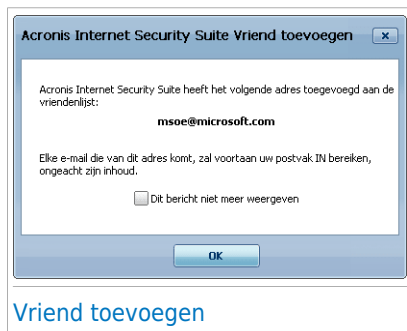 Acronis Internet Security Suite Vriend toevoegen
Acronis Internet Security Suite heeft het volgende adres toegevoegd aan de
vriendenlijst:
msoe@microsoft.com
Elke e-mail die van dit adres komt, zal voortaan uw postvak IN bereiken,
ongeacht zijn inhoud.
Dit bericht niet meer weergeven
OK
Vriend toevoegen